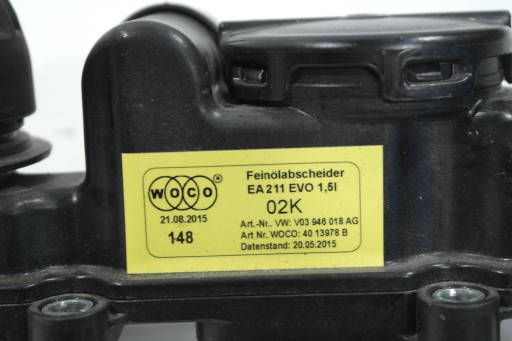 WOCO ®
21.08.2015
148
Feinölabscheider
EA 211 EVO 1,5l
02K
Art.-Nr.. VW: V03 946 018 AG
Art Nr. WOCO: 40 13978 B
Datenstand: 20.05.2015